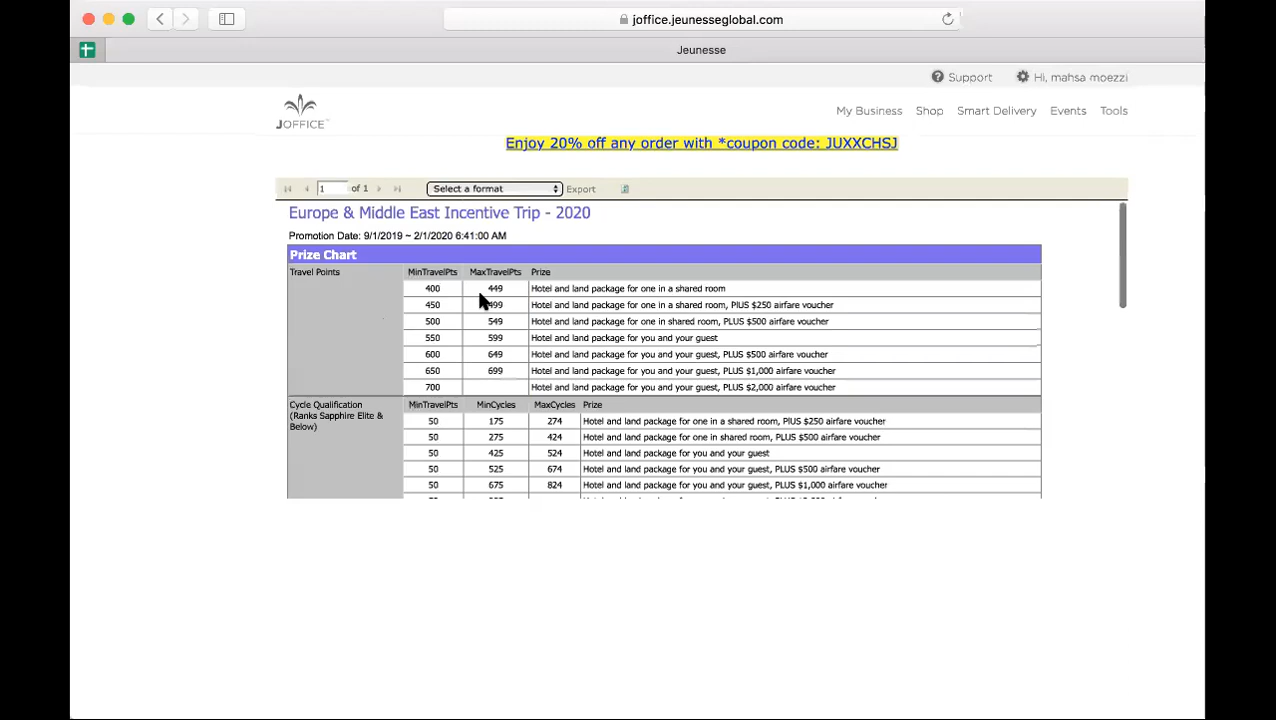 joffice.jeunesseglobal.com
Jeunesse
Support Hi, mahsa moezzi
JOFFICE
My Business Shop Smart Delivery Events Tools
Enjoy 20% off any order with *coupon code: JUXXCHSJ
1 of 1 Select a format Export
Europe & Middle East Incentive Trip - 2020
Promotion Date: 9/1/2019 ~ 2/1/2020 6:41:00 AM
Prize Chart
Travel Points MinTravelPts MaxTravelPts Prize
400 449 Hotel and land package for one in a shared room
450 499 Hotel and land package for one in a shared room, PlUS $250 airfare voucher
500 549 Hotel and land package for one in shared room, PLUS $500 airfare voucher
550 599 Hotel and land package for you and your guest
600 649 Hotel and land package for you and your guest, PLUS $500 airfare voucher
650 699 Hotel and land package for you and your guest, PLUS $1,000 airfare voucher
700 Hotel and land package for you and your guest, PLUS $2,000 airfare voucher
Cycle Qualification MinTravelPts MinCycles MaxCycles Prize
(Ranks Sapphire Elite &
Below)
50 175 274 Hotel and land package for one in a shared room, PlUS $250 airfare voucher
50 275 424 Hotel and land package for one in shared room, PLUS $500 airfare voucher
50 425 524 Hotel and land package for you and your guest
50 525 674 Hotel and land package for you and your guest, PLUS $500 airfare voucher
50 675 824 Hotel and land package for you and your guest, PLUS $1,000 airfare voucher